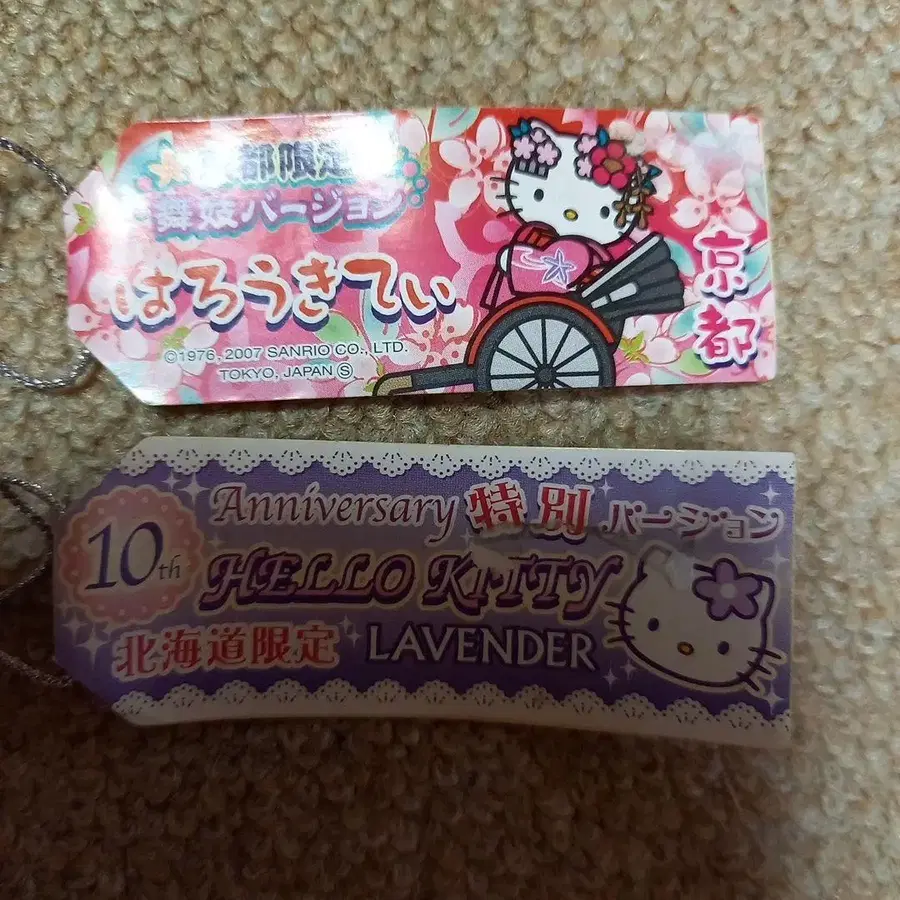 都限定
舞妓バージョン
はろうきてぃ
©1976, 2007 SANRIO CO., LTD.
TOKYO, JAPAN Ⓢ
京都
10th
Anniversary 特別 バージョン
HELLO KITTY
北海道限定 LAVENDER